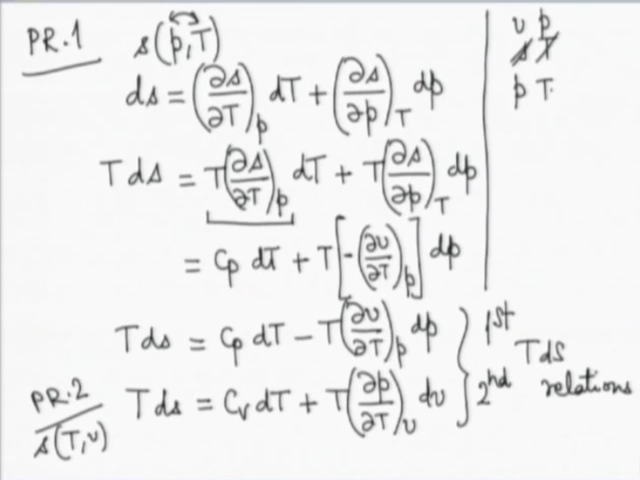 PR.1 s(p,T)
ds = (∂s/∂T)_p dT + (∂s/∂p)_T dp
T ds = T(∂s/∂T)_p dT + T(∂s/∂p)_T dp
= Cp dT + T[-(∂v/∂T)_p] dp
T ds = Cp dT - T(∂v/∂T)_p dp } 1st
T ds = Cv dT + T(∂p/∂T)_v dv } 2nd
Tds
relations
PR.2
s(T,v)
v p
s T
p T